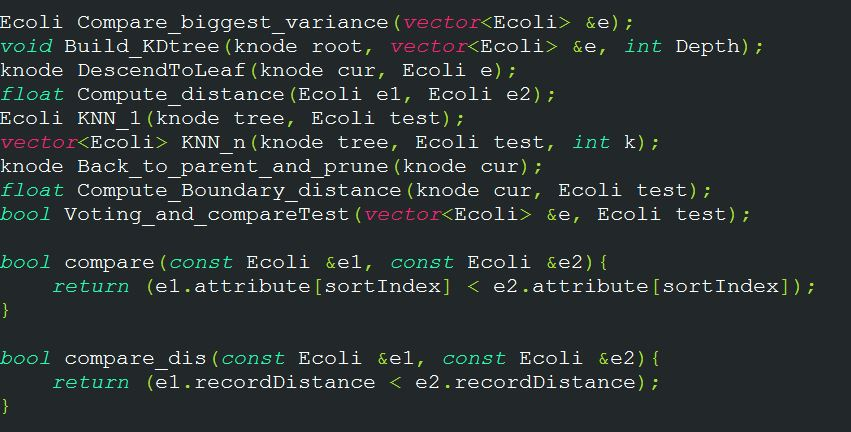 Ecoli Compare_biggest_variance(vector<Ecoli> &e);
void Build_KDtree(knode root, vector<Ecoli> &e, int Depth);
knode DescendToLeaf(knode cur, Ecoli e);
float Compute_distance(Ecoli e1, Ecoli e2);
Ecoli KNN_1(knode tree, Ecoli test);
vector<Ecoli> KNN_n(knode tree, Ecoli test, int k);
knode Back_to_parent_and_prune(knode cur);
float Compute_Boundary_distance(knode cur, Ecoli test);
bool Voting_and_compareTest(vector<Ecoli> &e, Ecoli test);

bool compare(const Ecoli &e1, const Ecoli &e2){
    return (e1.attribute[sortIndex] < e2.attribute[sortIndex]);
}

bool compare_dis(const Ecoli &e1, const Ecoli &e2){
    return (e1.recordDistance < e2.recordDistance);
}